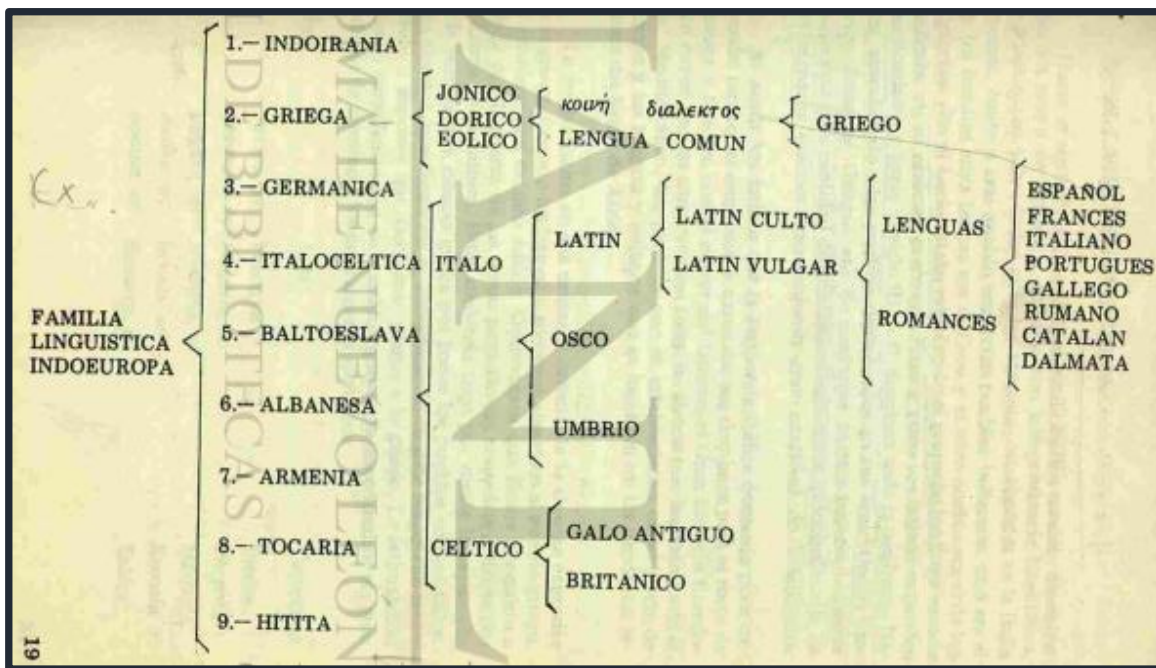 1.— INDOIRANIA
2.— GRIEGA
JONICO
DORICO
EOLICO
κοινή διαλεκτος
LENGUA COMUN
GRIEGO
3.— GERMANICA
4.— ITALOCELTICA
ITALO
LATIN
LATIN CULTO
LATIN VULGAR
LENGUAS
ROMANCES
ESPAÑOL
FRANCES
ITALIANO
PORTUGUES
GALLEGO
RUMANO
CATALAN
DALMATA
FAMILIA
LINGUISTICA
INDOEUROPA
5.— BALTOESLAVA
OSCO
6.— ALBANESA
UMBRIO
7.— ARMENIA
8.— TOCARIA
CELTICO
GALO ANTIGUO
BRITANICO
9.— HITITA
19
Ex.